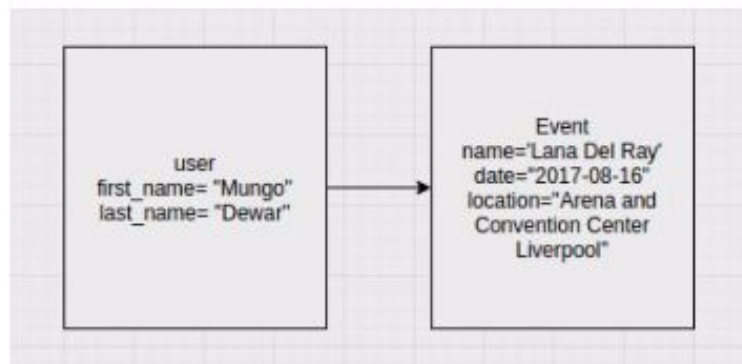 user
first_name= "Mungo"
last_name= "Dewar"
Event
name='Lana Del Ray'
date="2017-08-16"
location="Arena and
Convention Center
Liverpool"